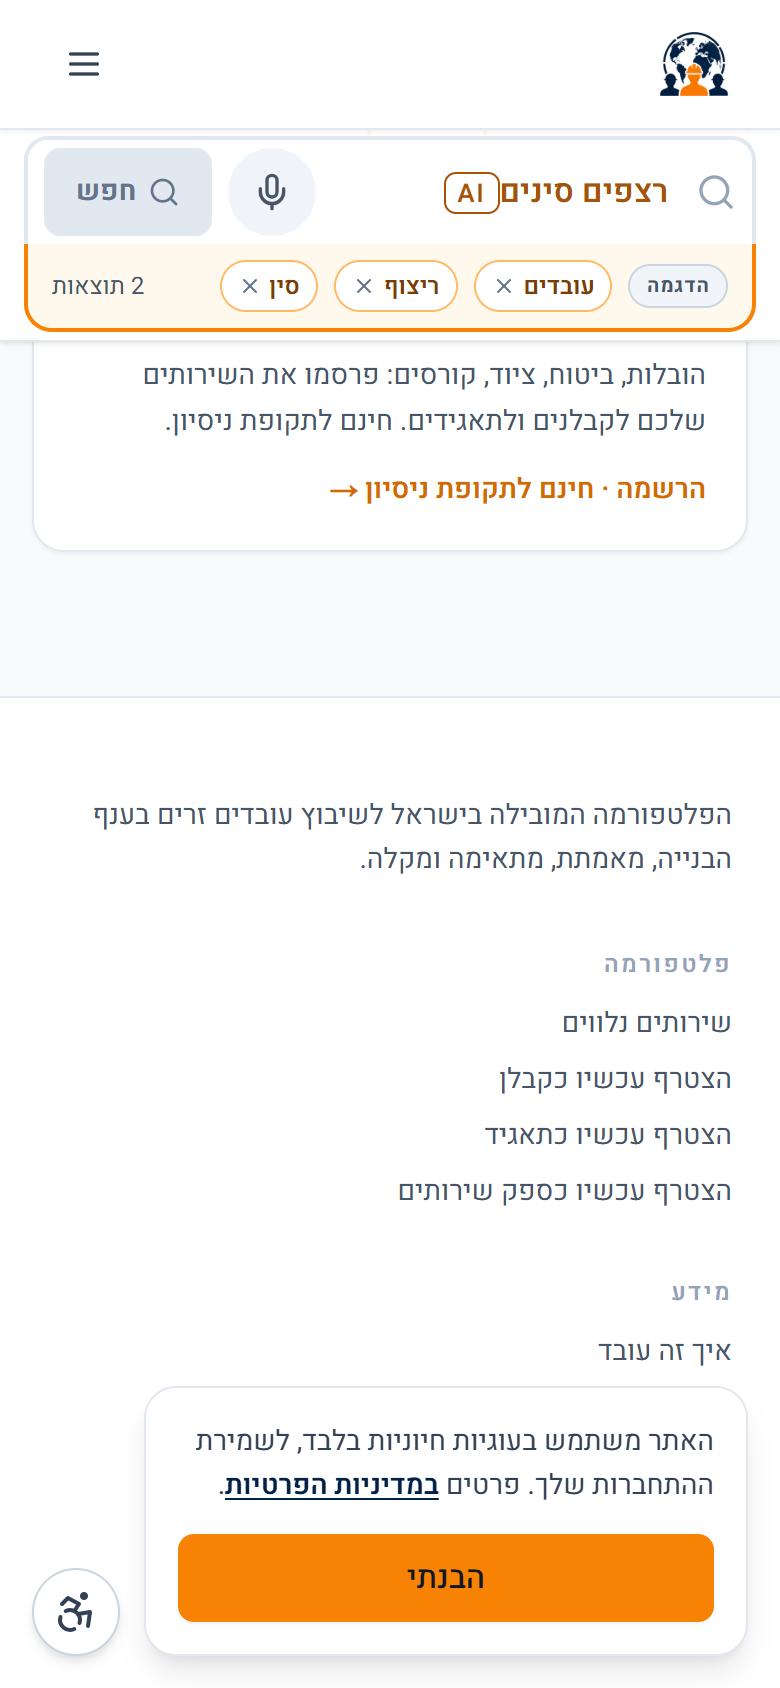 רצפים סינים AI
חפש
הדגמה עובדים ריצוף סין 2 תוצאות
הובלות, ביטוח, ציוד, קורסים: פרסמו את השירותים
שלכם לקבלנים ולתאגידים. חינם לתקופת ניסיון.
הרשמה · חינם לתקופת ניסיון →
הפלטפורמה המובילה בישראל לשיבוץ עובדים זרים בענף
הבנייה, מאמתת, מתאימה ומקלה.
פלטפורמה
שירותים נלווים
הצטרף עכשיו כקבלן
הצטרף עכשיו כתאגיד
הצטרף עכשיו כספק שירותים
מידע
איך זה עובד
האתר משתמש בעוגיות חיוניות בלבד, לשמירת
ההתחברות שלך. פרטים במדיניות הפרטיות.
הבנתי